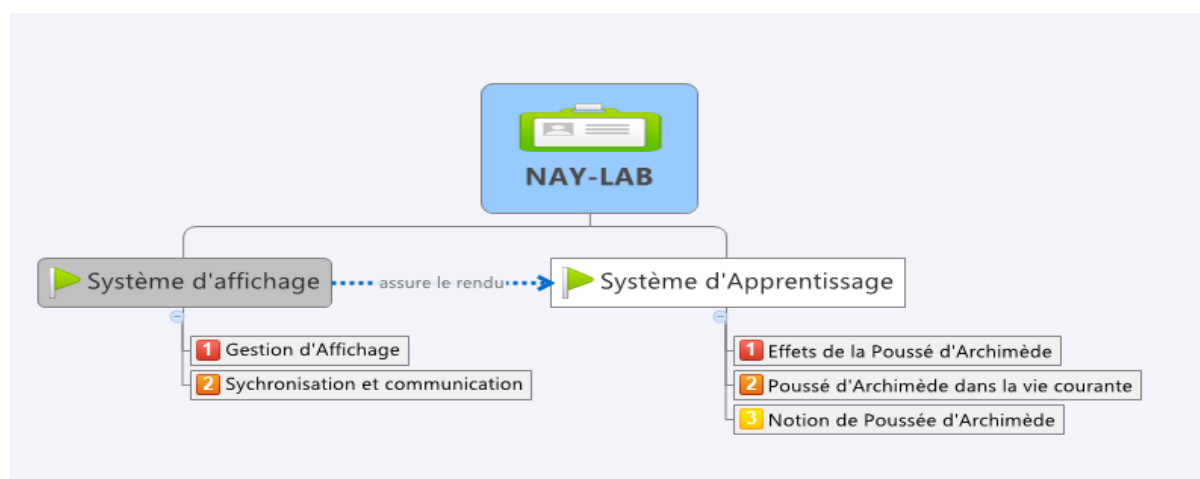 NAY-LAB
Système d'affichage
assure le rendu
Système d'Apprentissage
1 Gestion d'Affichage
2 Sychronisation et communication
1 Effets de la Poussé d'Archimède
2 Poussé d'Archimède dans la vie courante
3 Notion de Poussée d'Archimède